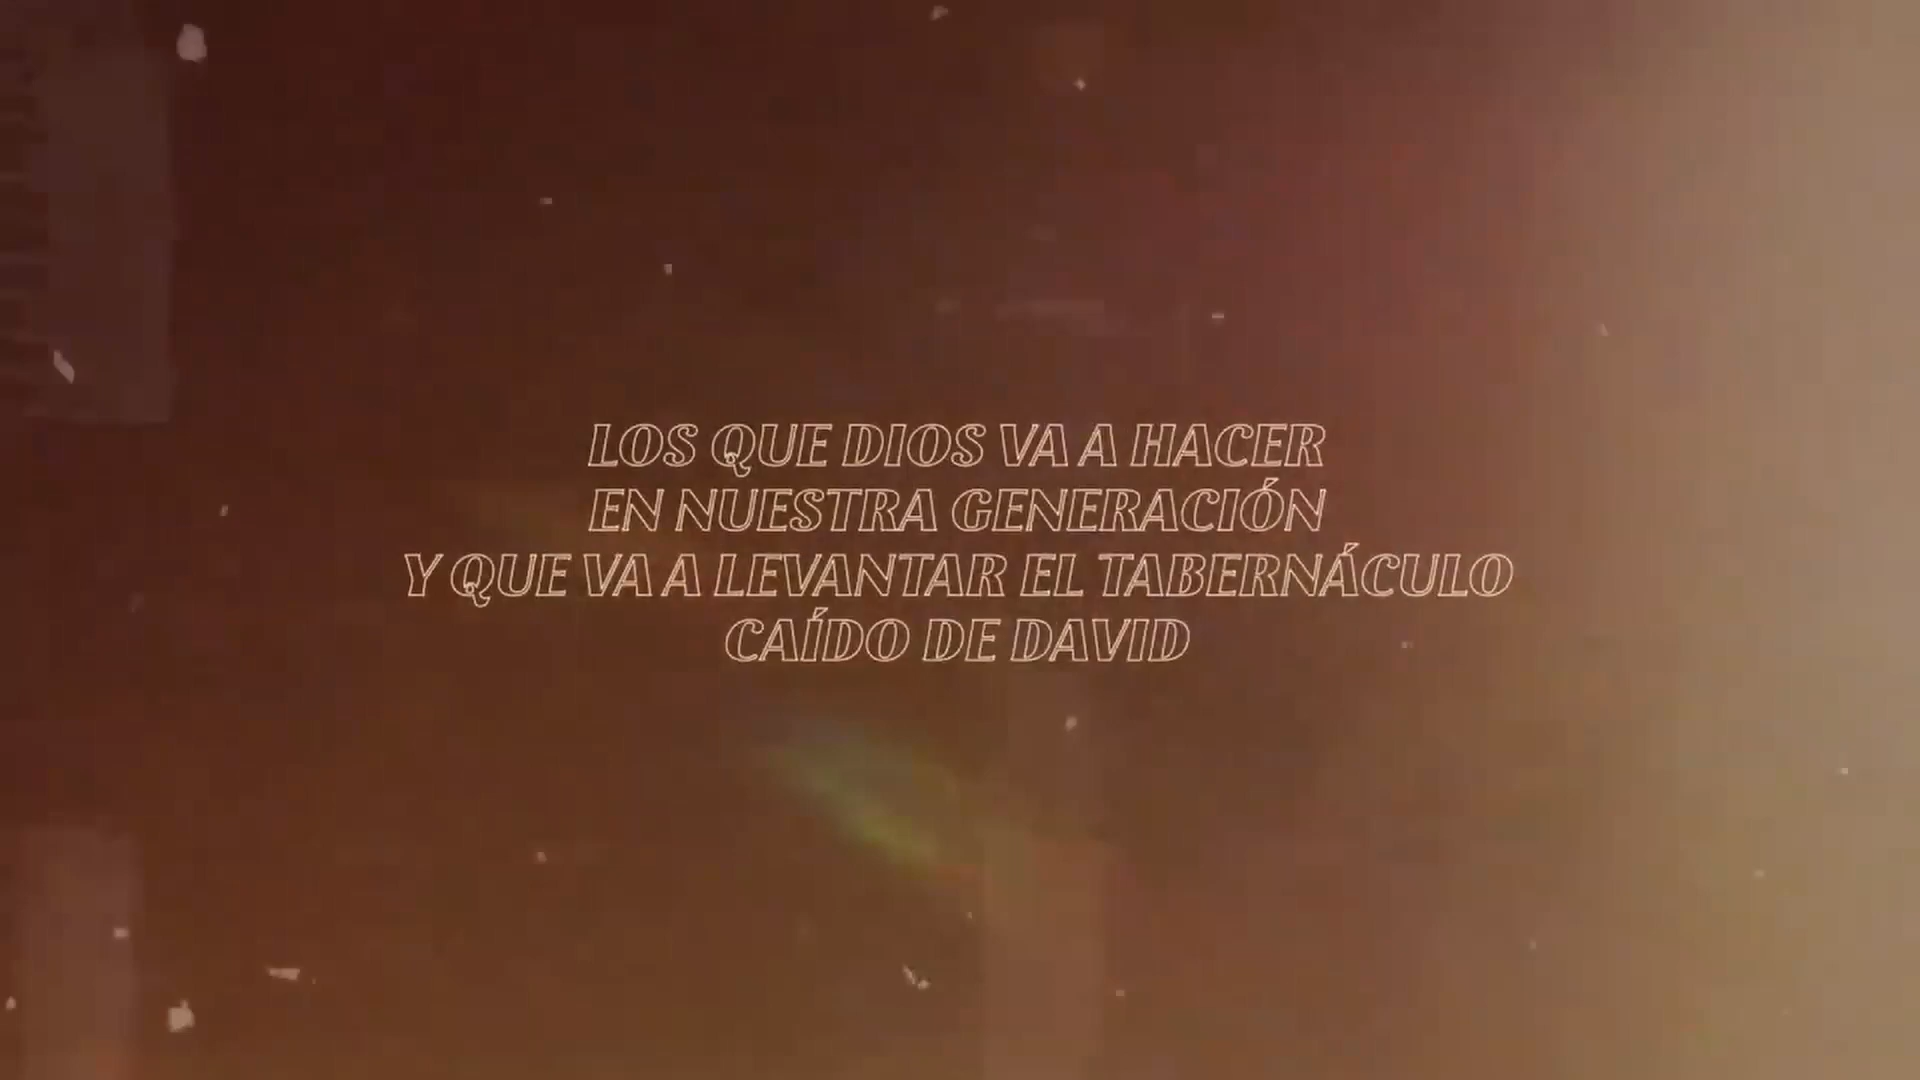 LOS QUE DIOS VA A HACER
EN NUESTRA GENERACIÓN
Y QUE VA A LEVANTAR EL TABERNÁCULO
CAÍDO DE DAVID